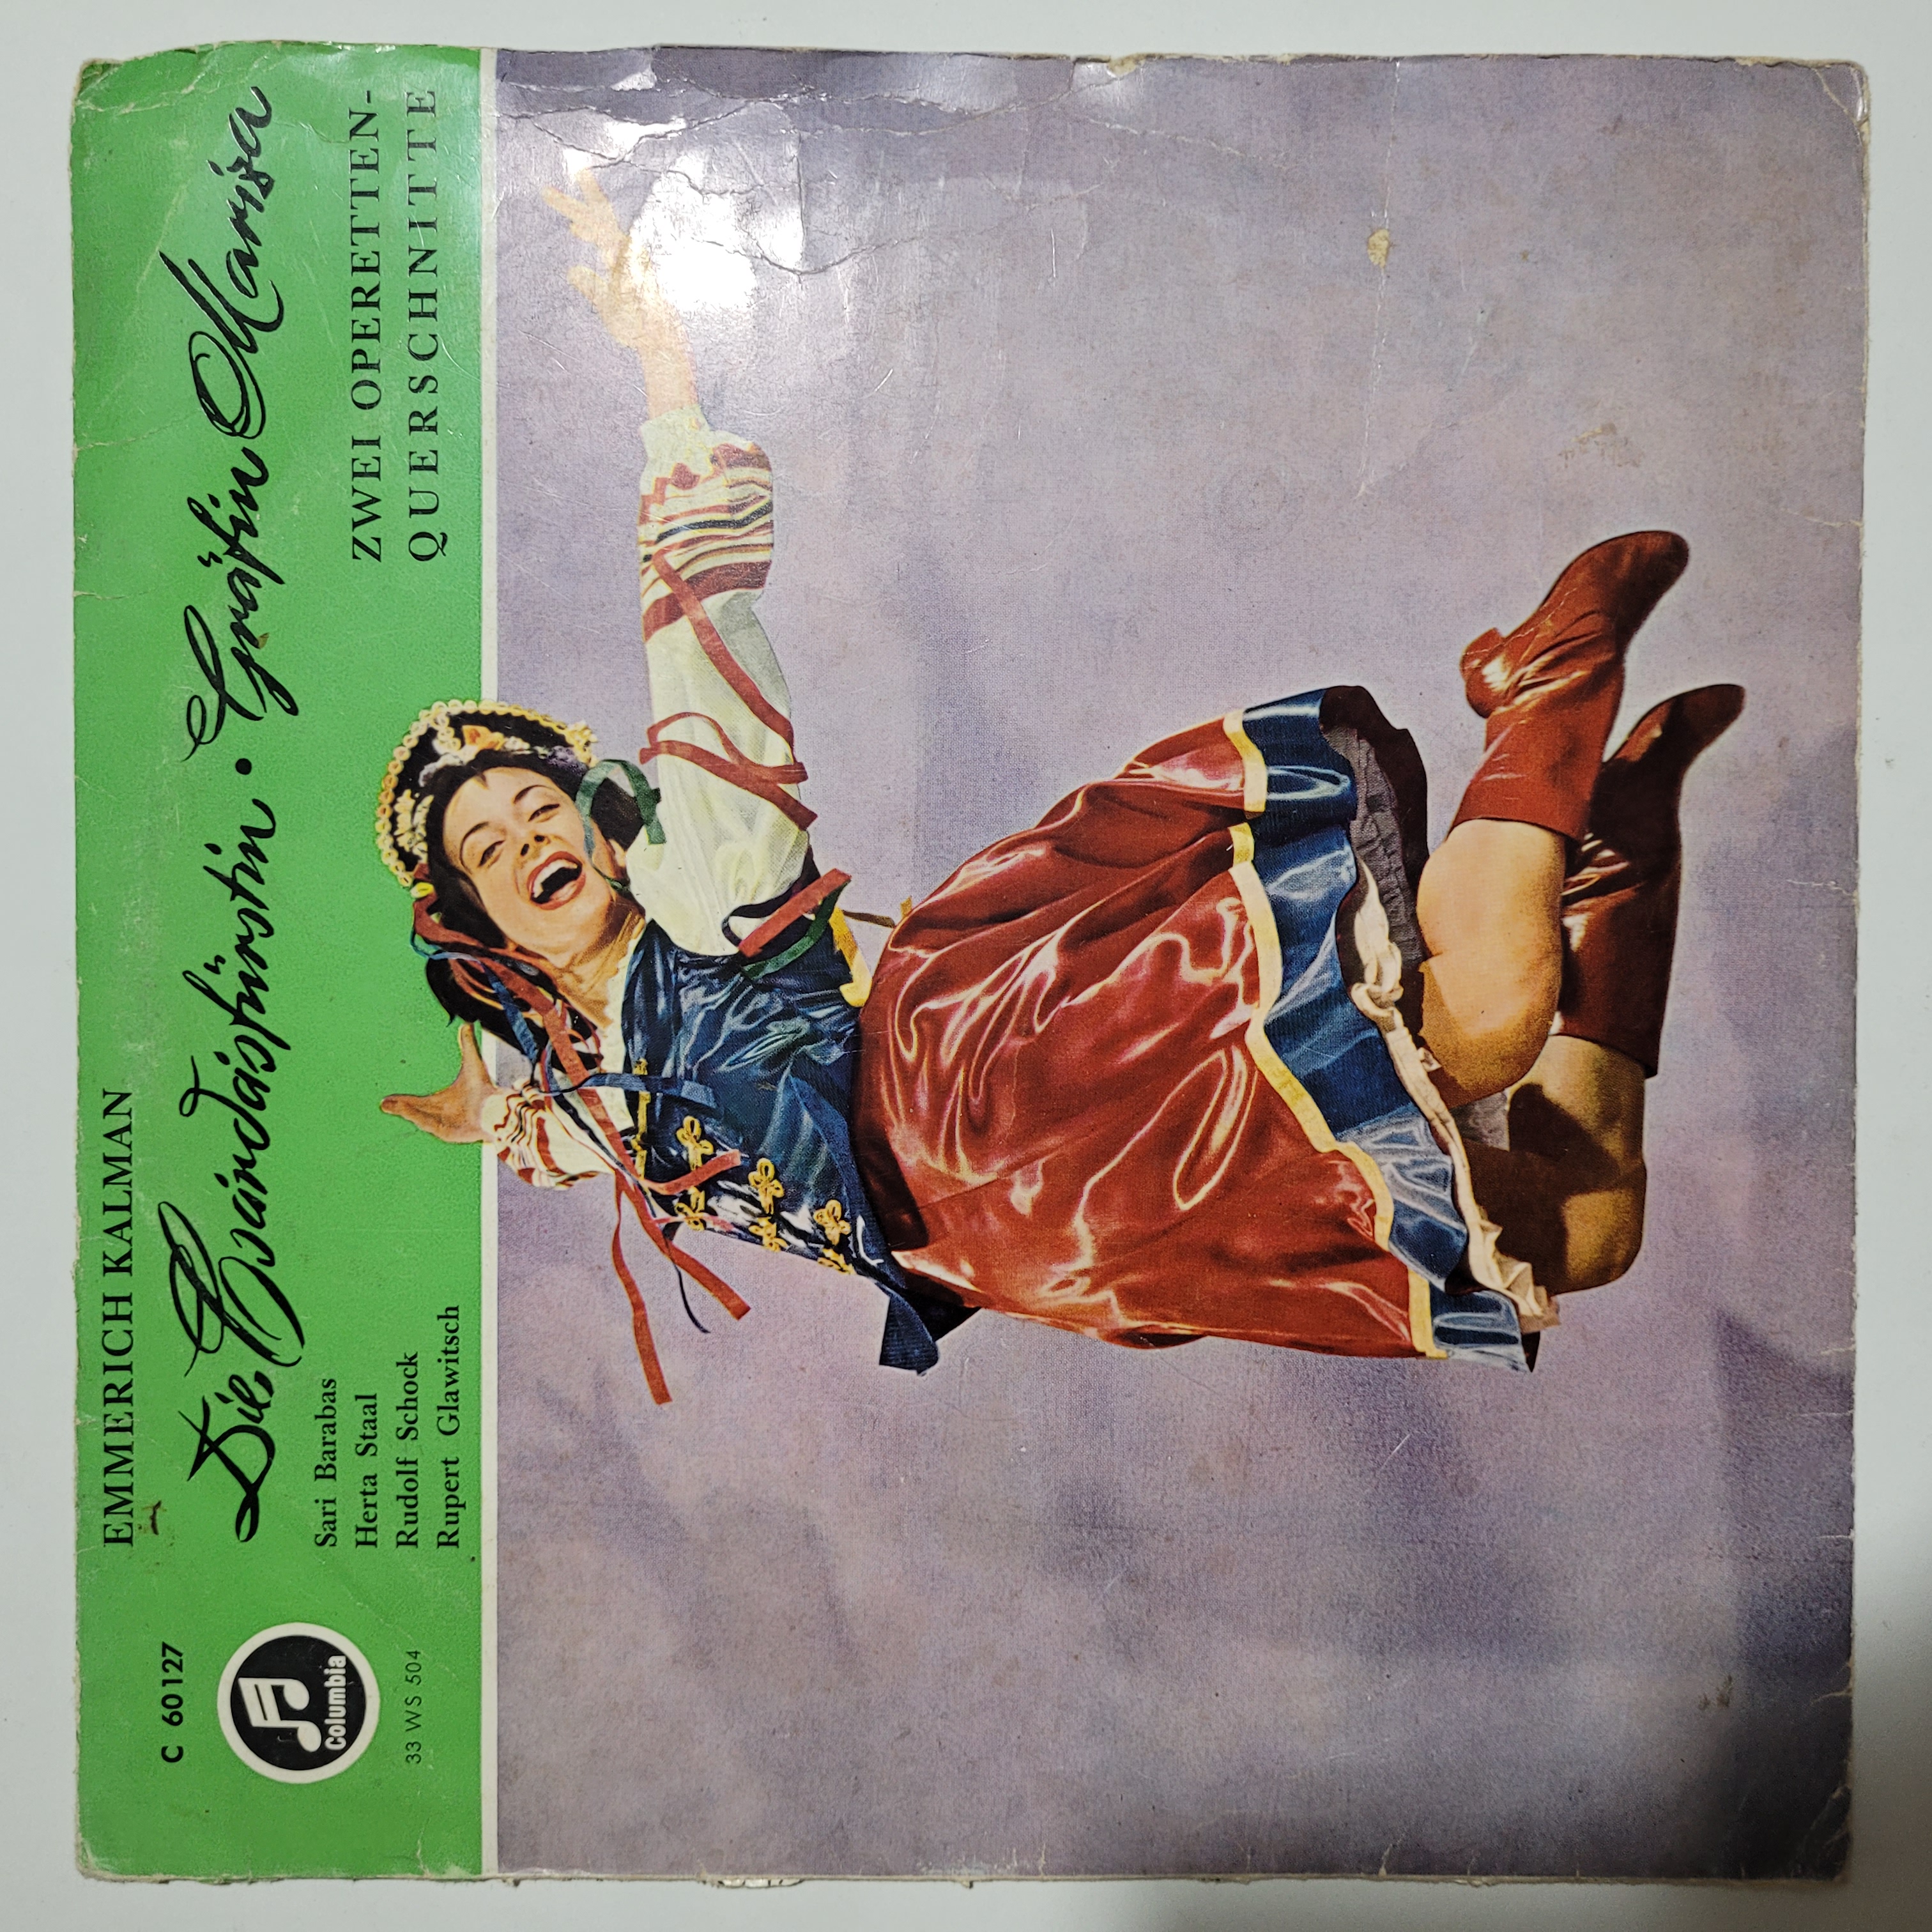 C 60127
EMMERICH KALMAN
Die Csárdásfürstin · Gräfin Mariza
Columbia
33 WS 504
Sari Barabas
Herta Staal
Rudolf Schock
Rupert Glawitsch
ZWEI OPERETTEN-
QUERSCHNITTE